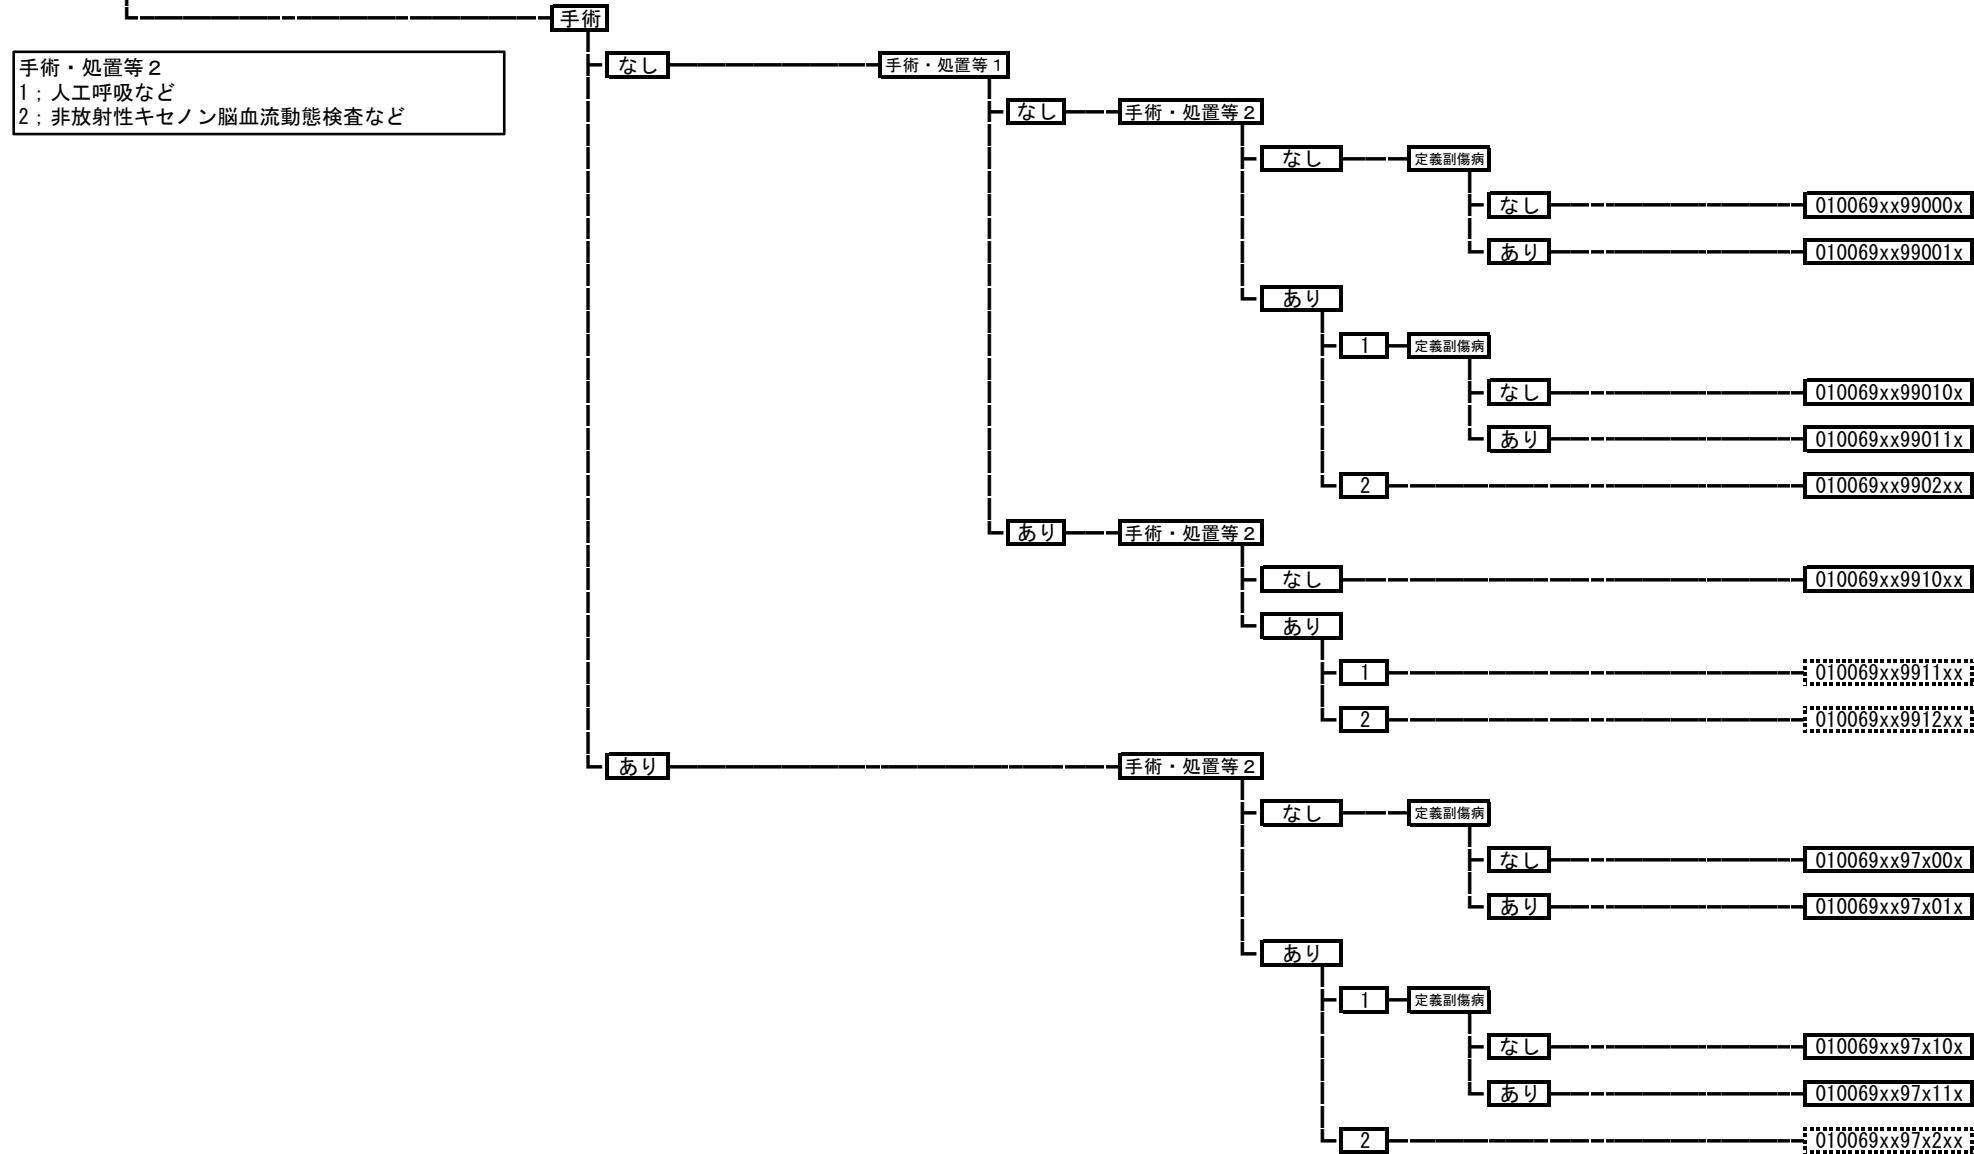 手術
手術・処置等２
1；人工呼吸など
2；非放射性キセノン脳血流動態検査など
なし
手術・処置等１
なし
手術・処置等２
なし
定義副傷病
なし
010069xx99000x
あり
010069xx99001x
あり
1
定義副傷病
なし
010069xx99010x
あり
010069xx99011x
2
010069xx9902xx
あり
手術・処置等２
なし
010069xx9910xx
あり
1
010069xx9911xx
2
010069xx9912xx
あり
手術・処置等２
なし
定義副傷病
なし
010069xx97x00x
あり
010069xx97x01x
あり
1
定義副傷病
なし
010069xx97x10x
あり
010069xx97x11x
2
010069xx97x2xx